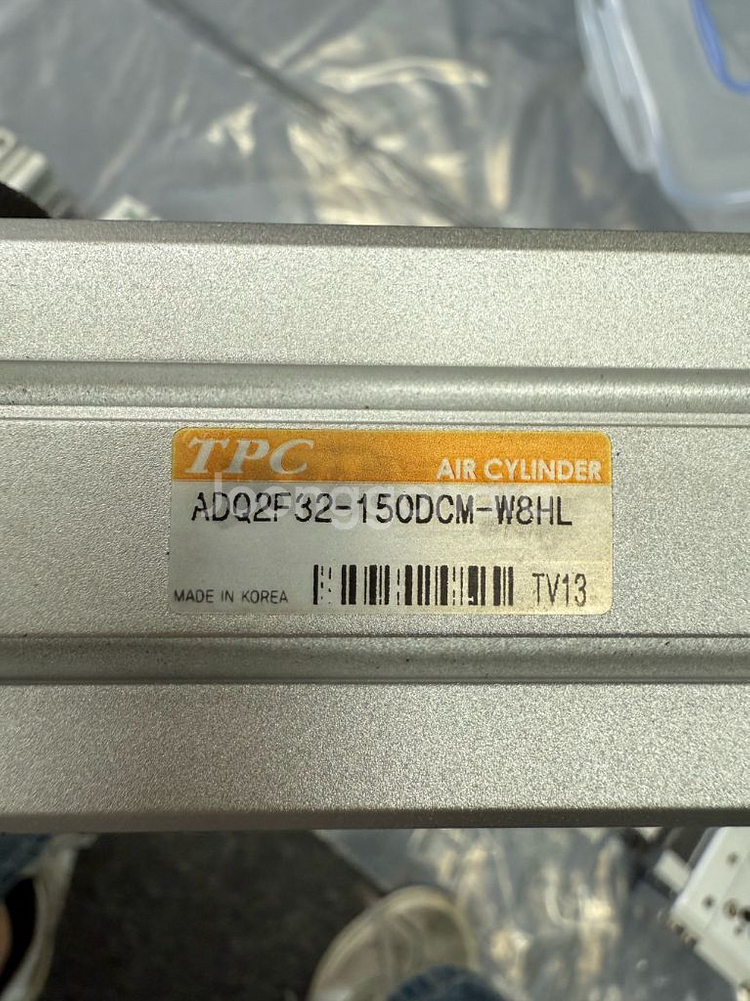 TPC
AIR CYLINDER
ADQ2F32-150DCM-W8HL
MADE IN KOREA
TV13